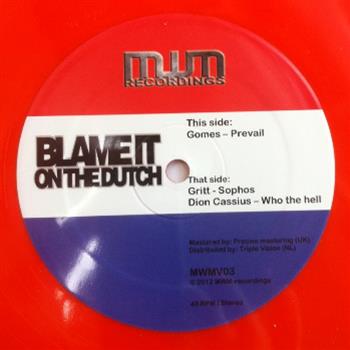 MWM
RECORDINGS
This side:
Gomes – Prevail
BLAME IT
ON THE DUTCH
That side:
Gritt - Sophos
Dion Cassius – Who the hell
Mastered by: Precise mastering (UK)
Distributed by: Triple Vision (NL)
MWMV03
© 2012 MWM recordings
45 RPM / Stereo